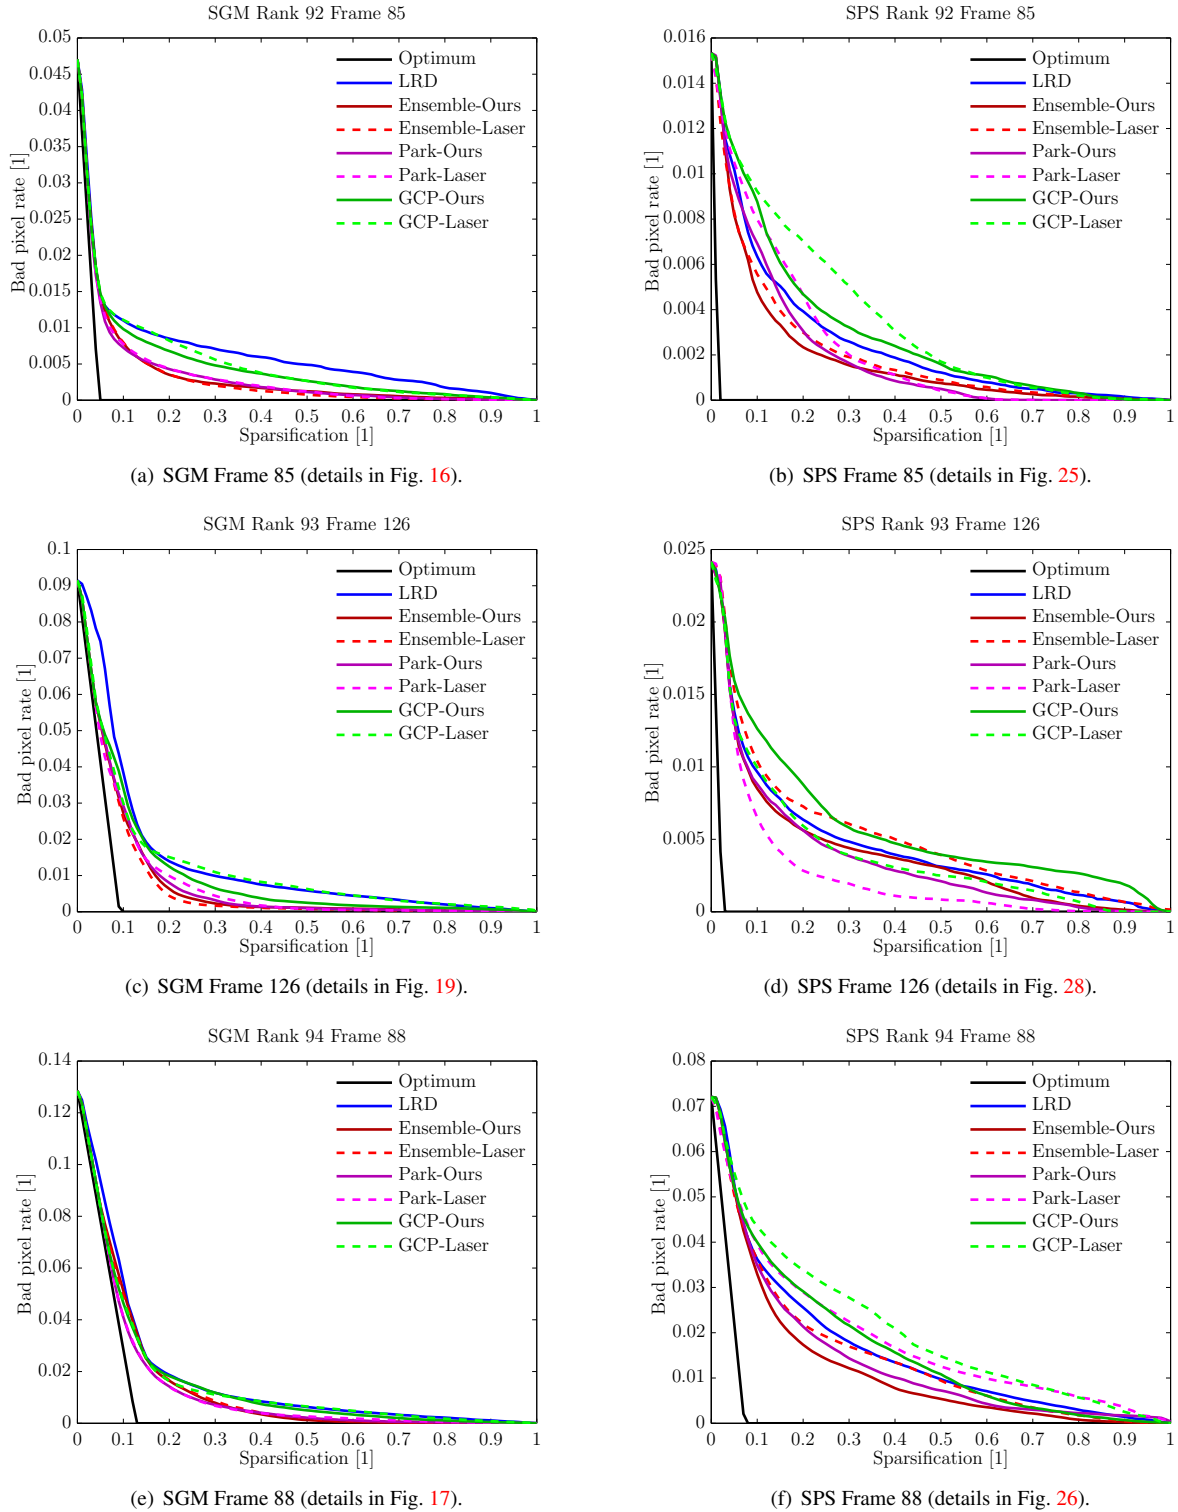 SGM Rank 92 Frame 85
Bad pixel rate [1]
0.05
0.045
0.04
0.035
0.03
0.025
0.02
0.015
0.01
0.005
0
Optimum
LRD
Ensemble-Ours
Ensemble-Laser
Park-Ours
Park-Laser
GCP-Ours
GCP-Laser
0 0.1 0.2 0.3 0.4 0.5 0.6 0.7 0.8 0.9 1
Sparsification [1]
(a) SGM Frame 85 (details in Fig. 16).
SPS Rank 92 Frame 85
Bad pixel rate [1]
0.016
0.014
0.012
0.01
0.008
0.006
0.004
0.002
0
Optimum
LRD
Ensemble-Ours
Ensemble-Laser
Park-Ours
Park-Laser
GCP-Ours
GCP-Laser
0 0.1 0.2 0.3 0.4 0.5 0.6 0.7 0.8 0.9 1
Sparsification [1]
(b) SPS Frame 85 (details in Fig. 25).
SGM Rank 93 Frame 126
Bad pixel rate [1]
0.1
0.09
0.08
0.07
0.06
0.05
0.04
0.03
0.02
0.01
0
Optimum
LRD
Ensemble-Ours
Ensemble-Laser
Park-Ours
Park-Laser
GCP-Ours
GCP-Laser
0 0.1 0.2 0.3 0.4 0.5 0.6 0.7 0.8 0.9 1
Sparsification [1]
(c) SGM Frame 126 (details in Fig. 19).
SPS Rank 93 Frame 126
Bad pixel rate [1]
0.025
0.02
0.015
0.01
0.005
0
Optimum
LRD
Ensemble-Ours
Ensemble-Laser
Park-Ours
Park-Laser
GCP-Ours
GCP-Laser
0 0.1 0.2 0.3 0.4 0.5 0.6 0.7 0.8 0.9 1
Sparsification [1]
(d) SPS Frame 126 (details in Fig. 28).
SGM Rank 94 Frame 88
Bad pixel rate [1]
0.14
0.12
0.1
0.08
0.06
0.04
0.02
0
Optimum
LRD
Ensemble-Ours
Ensemble-Laser
Park-Ours
Park-Laser
GCP-Ours
GCP-Laser
0 0.1 0.2 0.3 0.4 0.5 0.6 0.7 0.8 0.9 1
Sparsification [1]
(e) SGM Frame 88 (details in Fig. 17).
SPS Rank 94 Frame 88
Bad pixel rate [1]
0.08
0.07
0.06
0.05
0.04
0.03
0.02
0.01
0
Optimum
LRD
Ensemble-Ours
Ensemble-Laser
Park-Ours
Park-Laser
GCP-Ours
GCP-Laser
0 0.1 0.2 0.3 0.4 0.5 0.6 0.7 0.8 0.9 1
Sparsification [1]
(f) SPS Frame 88 (details in Fig. 26).